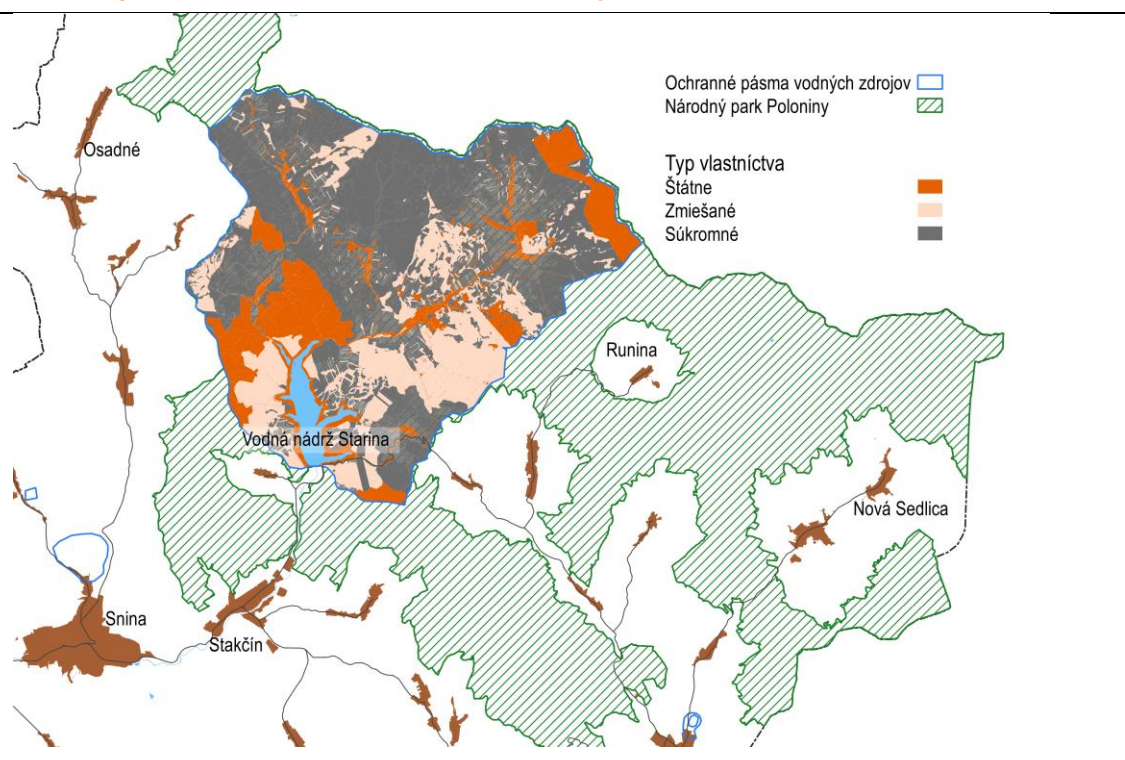 Ochranné pásma vodných zdrojov
Národný park Poloniny
Typ vlastníctva
Štátne
Zmiešané
Súkromné
Osadné
Runina
Vodná nádrž Starina
Nová Sedlica
Snina
Stakčín